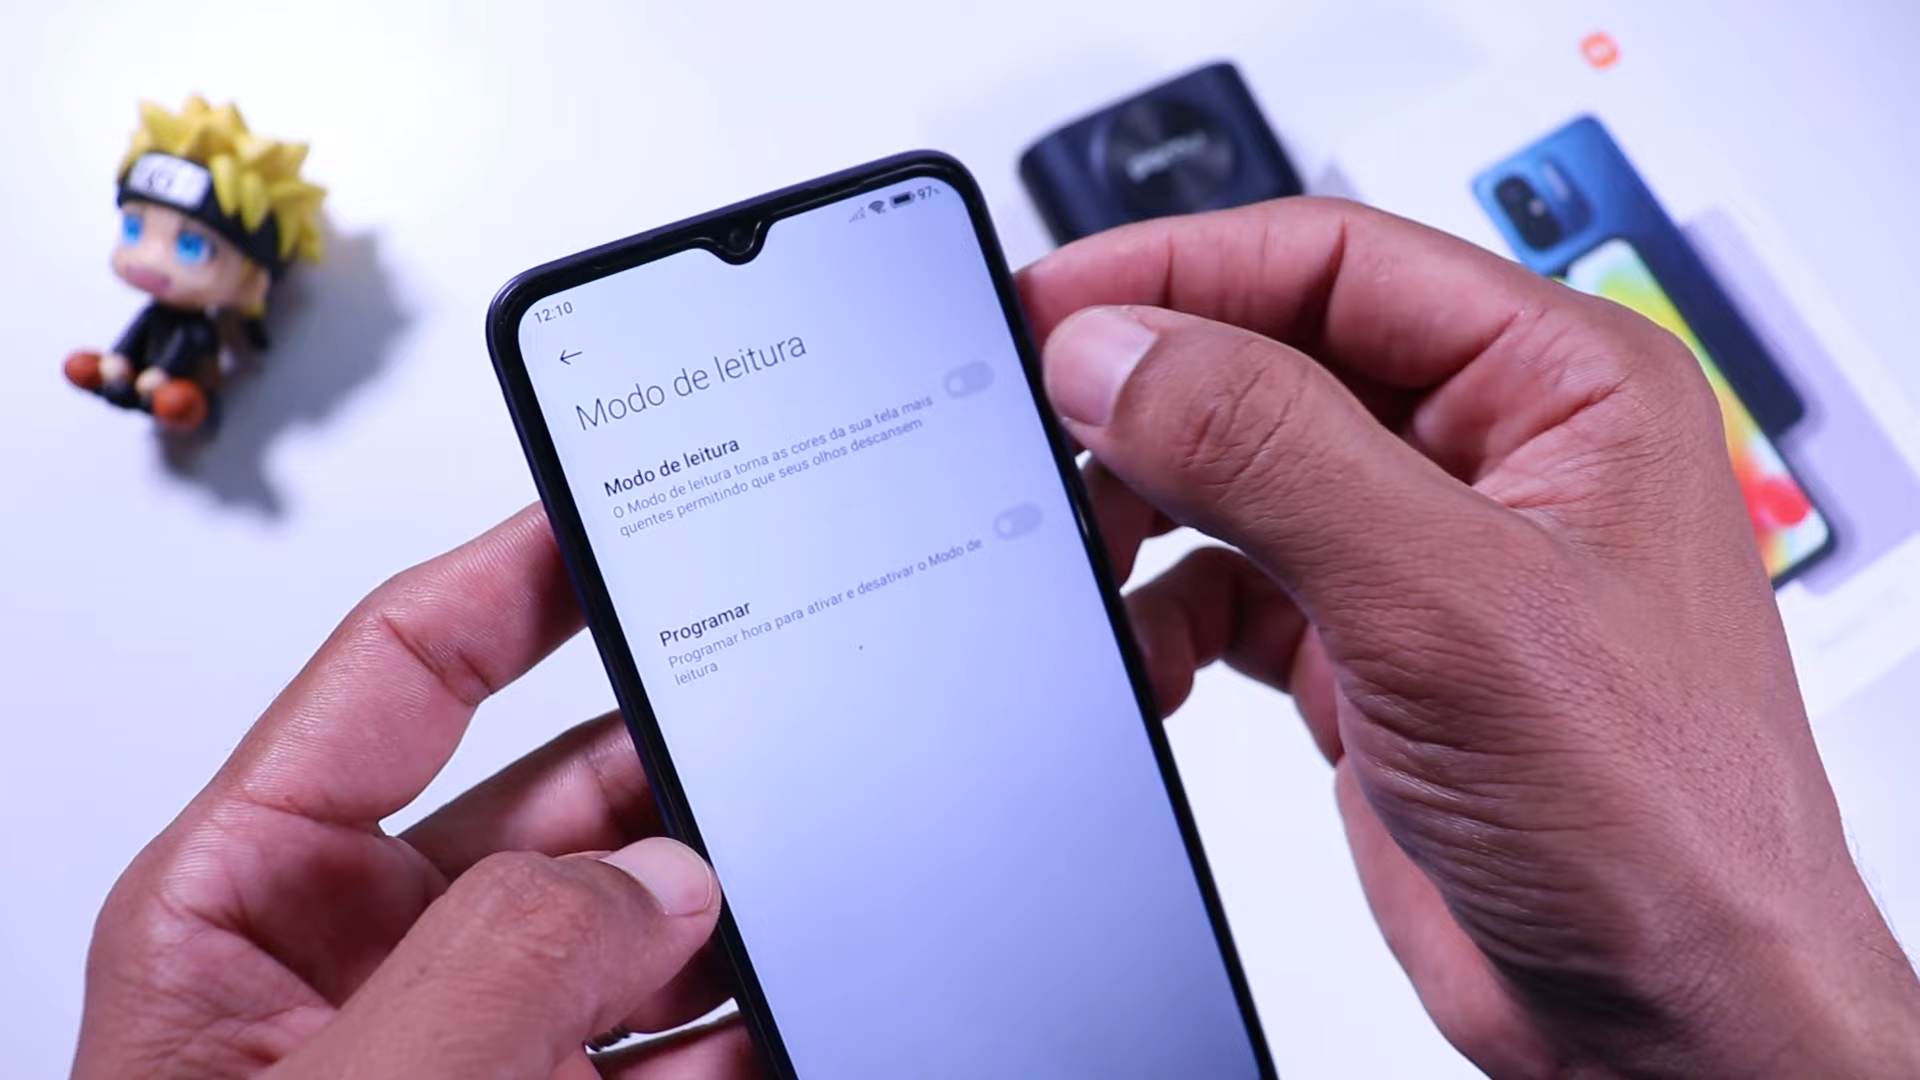 97%
12:10
Modo de leitura
Modo de leitura
O Modo de leitura torna as cores da sua tela mais
quentes permitindo que seus olhos descansem
Programar
Programar hora para ativar e desativar o Modo de
leitura